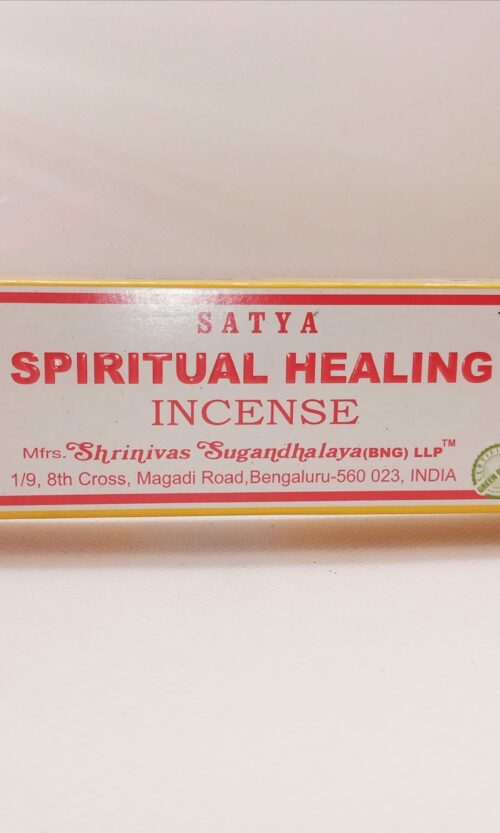 SATYA
SPIRITUAL HEALING
INCENSE
Mfrs. Shrinivas Sugandhalaya (BNG) LLP™
1/9, 8th Cross, Magadi Road, Bengaluru-560 023, INDIA
GREEN